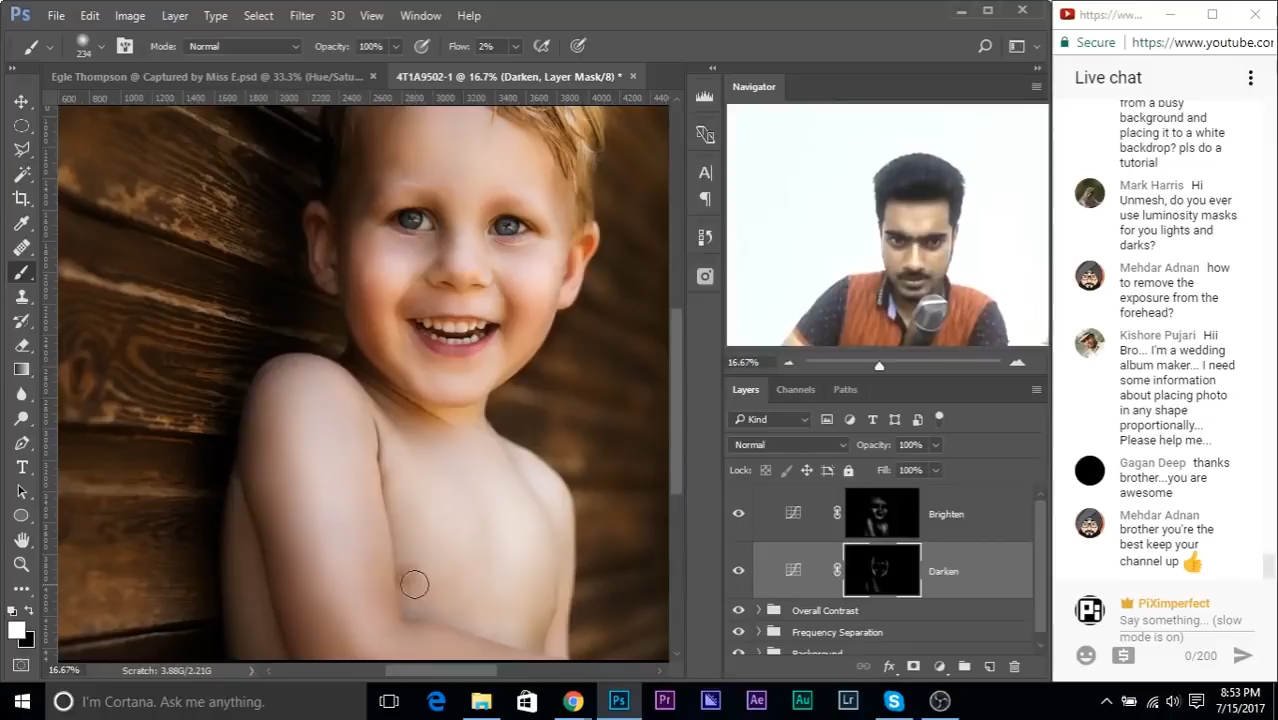 Ps File Edit Image Layer Type Select Filter 3D View Window Help
234 Mode: Normal Opacity: 100% Flow: 2%
Egle Thompson @ Captured by Miss E.psd @ 33.3% (Hue/Satu... × 4T1A9502-1 @ 16.7% (Darken, Layer Mask/8) * ×
600 800 1000 1200 1400 1600 1800 2000 2200 2400 2600 2800 3000 3200 3400 3600 3800 4000 4200 4400
Navigator
16.67%
Layers Channels Paths
Kind
Normal Opacity: 100%
Lock: Fill: 100%
Brighten
Darken
Overall Contrast
Frequency Separation
Background
16.67% Scratch: 3.88G/2.21G
https://ww...
Secure https://www.youtube.cor
Live chat
from a busy
background and
placing it to a white
backdrop? pls do a
tutorial
Mark Harris Hi
Unmesh, do you ever
use luminosity masks
for you lights and
darks?
Mehdar Adnan how
to remove the
exposure from the
forehead?
Kishore Pujari Hii
Bro... I'm a wedding
album maker... I need
some information
about placing photo
in any shape
proportionally...
Please help me...
Gagan Deep thanks
brother...you are
awesome
Mehdar Adnan
brother you're the
best keep your
channel up 👍
PiXimperfect
Say something... (slow
mode is on)
0/200
I'm Cortana. Ask me anything.
Ps Pr Ae Au Lr
8:53 PM
7/15/2017